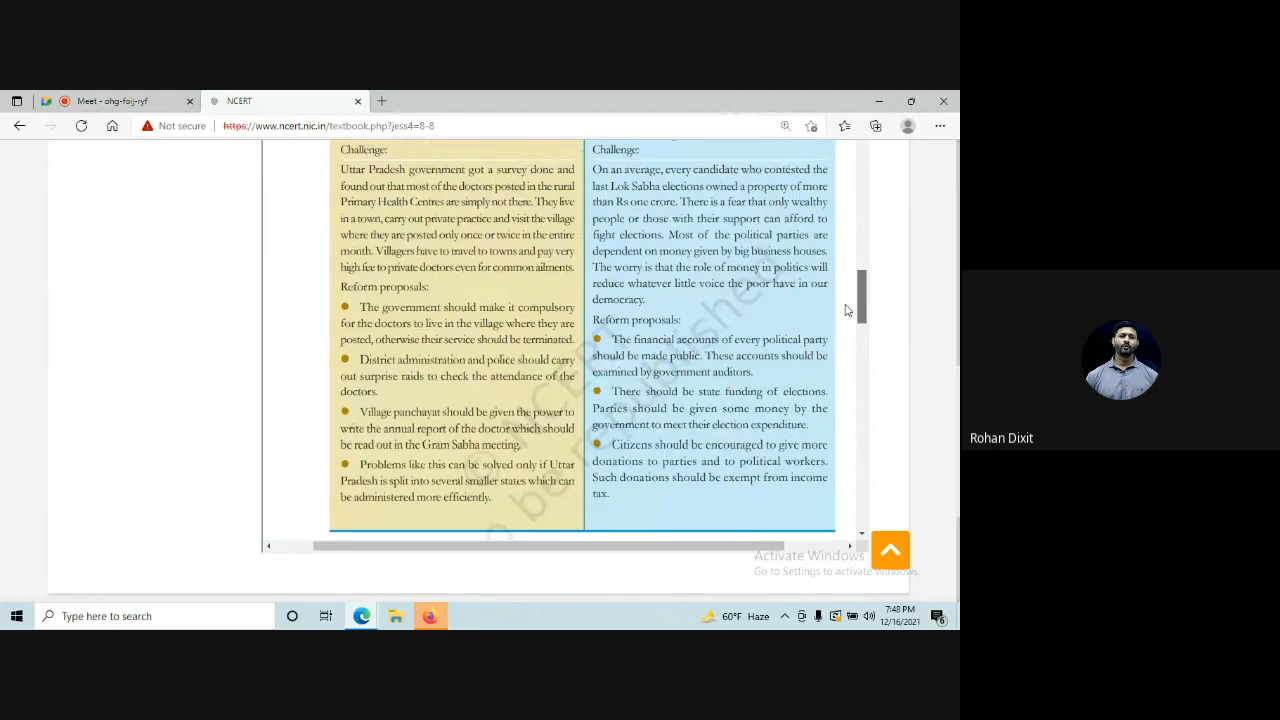 Meet - ohg-foij-ryf
NCERT
Not secure
https://www.ncert.nic.in/textbook.php?jess4=8-8
Challenge:
Uttar Pradesh government got a survey done and
found out that most of the doctors posted in the rural
Primary Health Centres are simply not there. They live
in a town, carry out private practice and visit the village
where they are posted only once or twice in the entire
month. Villagers have to travel to towns and pay very
high fee to private doctors even for common ailments.
Reform proposals:
● The government should make it compulsory
for the doctors to live in the village where they are
posted, otherwise their service should be terminated.
● District administration and police should carry
out surprise raids to check the attendance of the
doctors.
● Village panchayat should be given the power to
write the annual report of the doctor which should
be read out in the Gram Sabha meeting.
● Problems like this can be solved only if Uttar
Pradesh is split into several smaller states which can
be administered more efficiently.
Challenge:
On an average, every candidate who contested the
last Lok Sabha elections owned a property of more
than Rs one crore. There is a fear that only wealthy
people or those with their support can afford to
fight elections. Most of the political parties are
dependent on money given by big business houses.
The worry is that the role of money in politics will
reduce whatever little voice the poor have in our
democracy.
Reform proposals:
● The financial accounts of every political party
should be made public. These accounts should be
examined by government auditors.
● There should be state funding of elections.
Parties should be given some money by the
government to meet their election expenditure.
● Citizens should be encouraged to give more
donations to parties and to political workers.
Such donations should be exempt from income
tax.
© NCERT
o be republished
Activate Windows
Go to Settings to activate Windows.
Type here to search
60°F Haze
7:48 PM
12/16/2021
6
Rohan Dixit